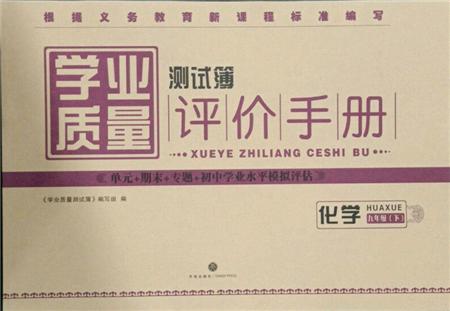 根据义务教育新课程标准编写
学业质量
测试簿
评价手册
XUEYE ZHILIANG CESHI BU
单元+期末+专题+初中学业水平模拟评估
《学业质量测试簿》编写组 编
化学 HUAXUE
九年级(下)